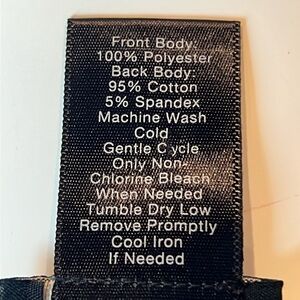 Front Body:
100% Polyester
Back Body:
95% Cotton
5% Spandex
Machine Wash
Cold
Gentle Cycle
Only Non-
Chlorine Bleach
When Needed
Tumble Dry Low
Remove Promptly
Cool Iron
If Needed